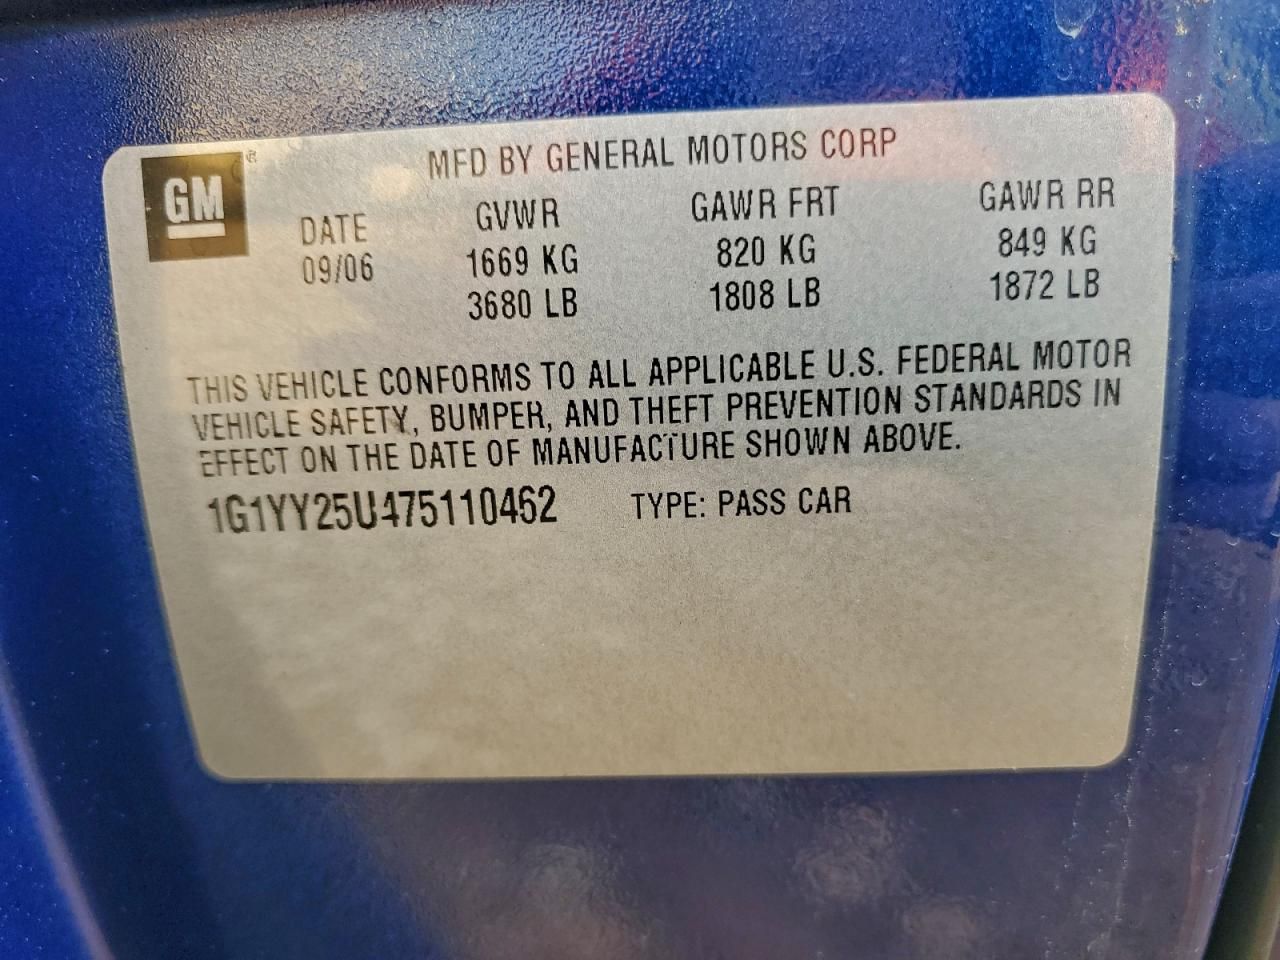 GM ®
MFD BY GENERAL MOTORS CORP
DATE GVWR GAWR FRT GAWR RR
09/06 1669 KG 820 KG 849 KG
3680 LB 1808 LB 1872 LB
THIS VEHICLE CONFORMS TO ALL APPLICABLE U.S. FEDERAL MOTOR
VEHICLE SAFETY, BUMPER, AND THEFT PREVENTION STANDARDS IN
EFFECT ON THE DATE OF MANUFACTURE SHOWN ABOVE.
1G1YY25U475110462 TYPE: PASS CAR